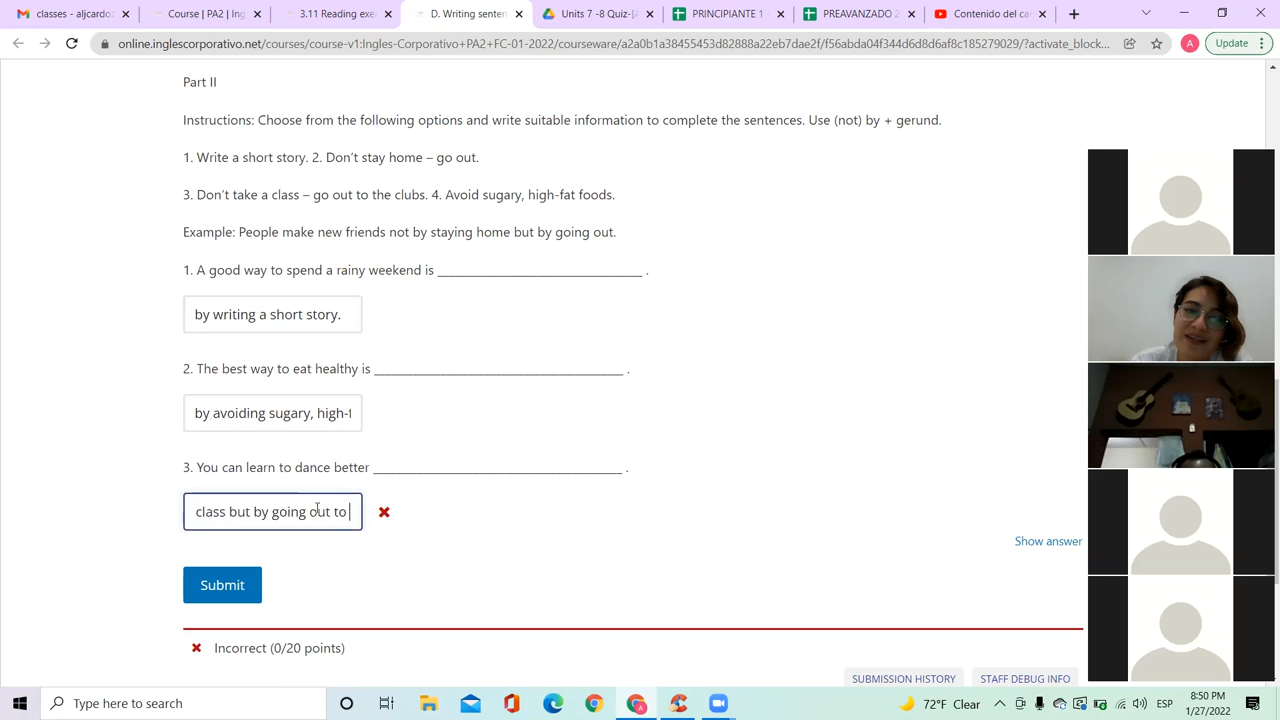 classes - aljcarr
Course | PA2 | Ing
3.11 Reading exer
D. Writing senten
Units 7 -8 Quiz-[A
PRINCIPIANTE 1
PREAVANZADO 2
Contenido del ca
online.inglescorporativo.net/courses/course-v1:Ingles-Corporativo+PA2+FC-01-2022/courseware/a2a0b1a38455453d82888a22eb7dae2f/f56abda04f344d6d8d6af8c185279029/?activate_block...
A
Update
Part II
Instructions: Choose from the following options and write suitable information to complete the sentences. Use (not) by + gerund.
1. Write a short story. 2. Don't stay home – go out.
3. Don't take a class – go out to the clubs. 4. Avoid sugary, high-fat foods.
Example: People make new friends not by staying home but by going out.
1. A good way to spend a rainy weekend is ________________________________ .
by writing a short story.
2. The best way to eat healthy is _______________________________________ .
by avoiding sugary, high-f
3. You can learn to dance better _______________________________________ .
class but by going out to
Show answer
Submit
Incorrect (0/20 points)
SUBMISSION HISTORY
STAFF DEBUG INFO
Type here to search
72°F Clear
ESP
8:50 PM
1/27/2022